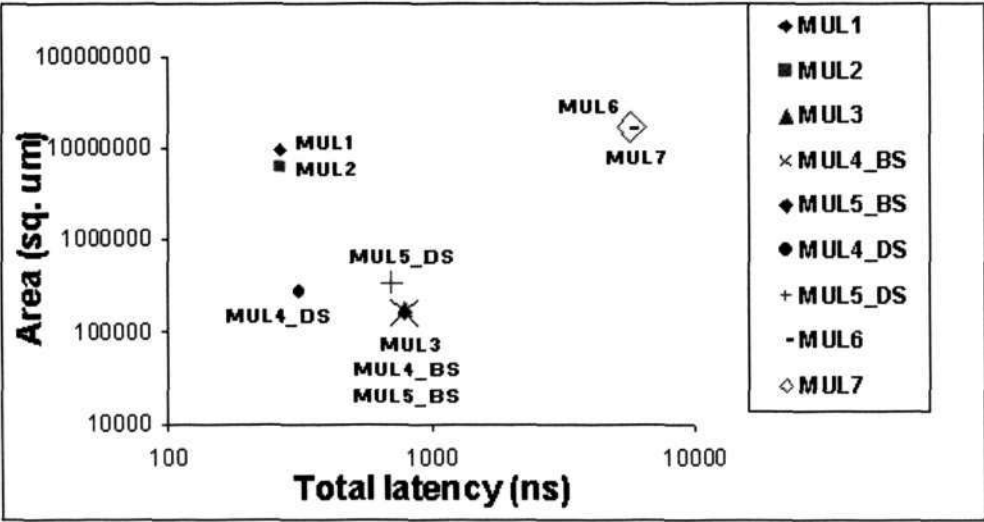 100000000
10000000
1000000
100000
10000
Area (sq. um)
100
1000
10000
Total latency (ns)
MUL1
MUL2
MUL6
MUL7
MUL5_DS
MUL4_DS
MUL3
MUL4_BS
MUL5_BS
MUL1
MUL2
MUL3
MUL4_BS
MUL5_BS
MUL4_DS
MUL5_DS
MUL6
MUL7